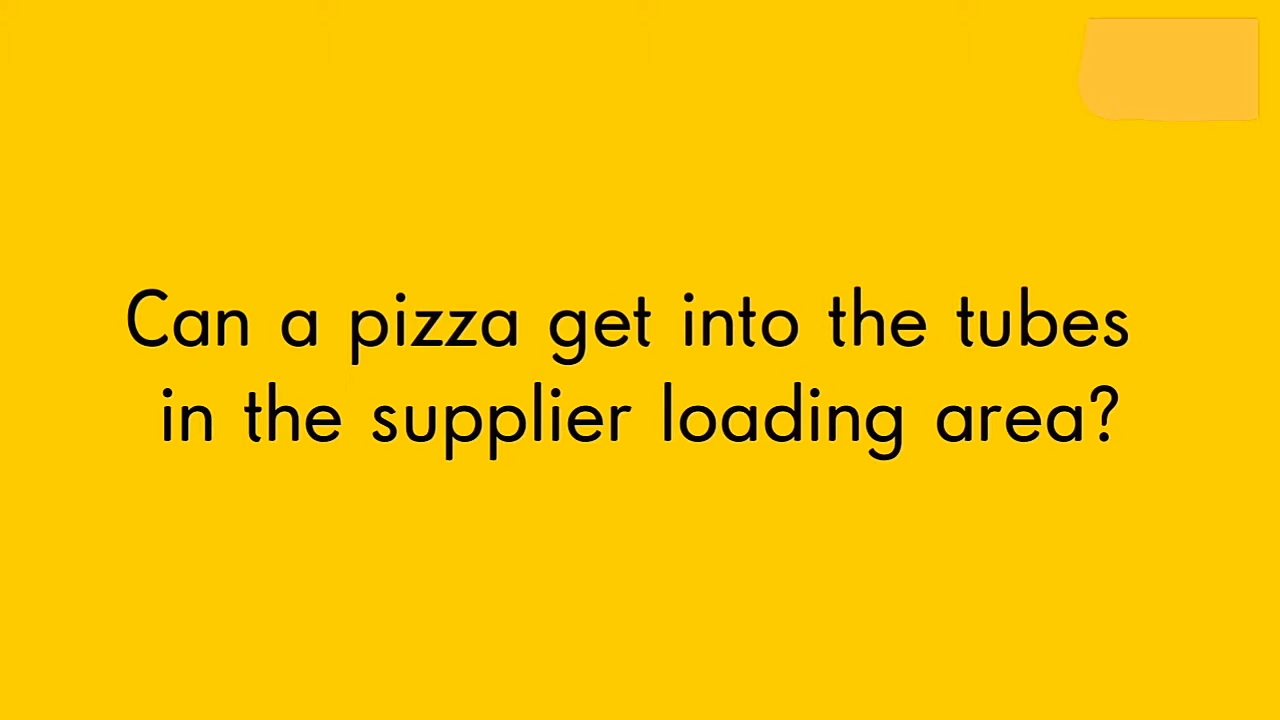 Can a pizza get into the tubes
in the supplier loading area?